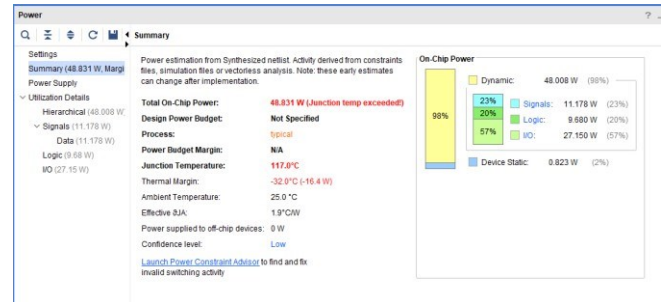 Power
Summary
Settings
Summary (48.831 W, Margi
Power Supply
Utilization Details
Hierarchical (48.008 W)
Signals (11.178 W)
Data (11.178 W)
Logic (9.68 W)
I/O (27.15 W)
Power estimation from Synthesized netlist. Activity derived from constraints
files, simulation files or vectorless analysis. Note: these early estimates
can change after implementation.
Total On-Chip Power: 48.831 W (Junction temp exceeded!)
Design Power Budget: Not Specified
Process: typical
Power Budget Margin: N/A
Junction Temperature: 117.0°C
Thermal Margin: -32.0°C (-16.4 W)
Ambient Temperature: 25.0 °C
Effective ϑJA: 1.9°C/W
Power supplied to off-chip devices: 0 W
Confidence level: Low
Launch Power Constraint Advisor to find and fix
invalid switching activity
On-Chip Power
98%
Dynamic: 48.008 W (98%)
23% Signals: 11.178 W (23%)
20% Logic: 9.680 W (20%)
57% I/O: 27.150 W (57%)
Device Static: 0.823 W (2%)